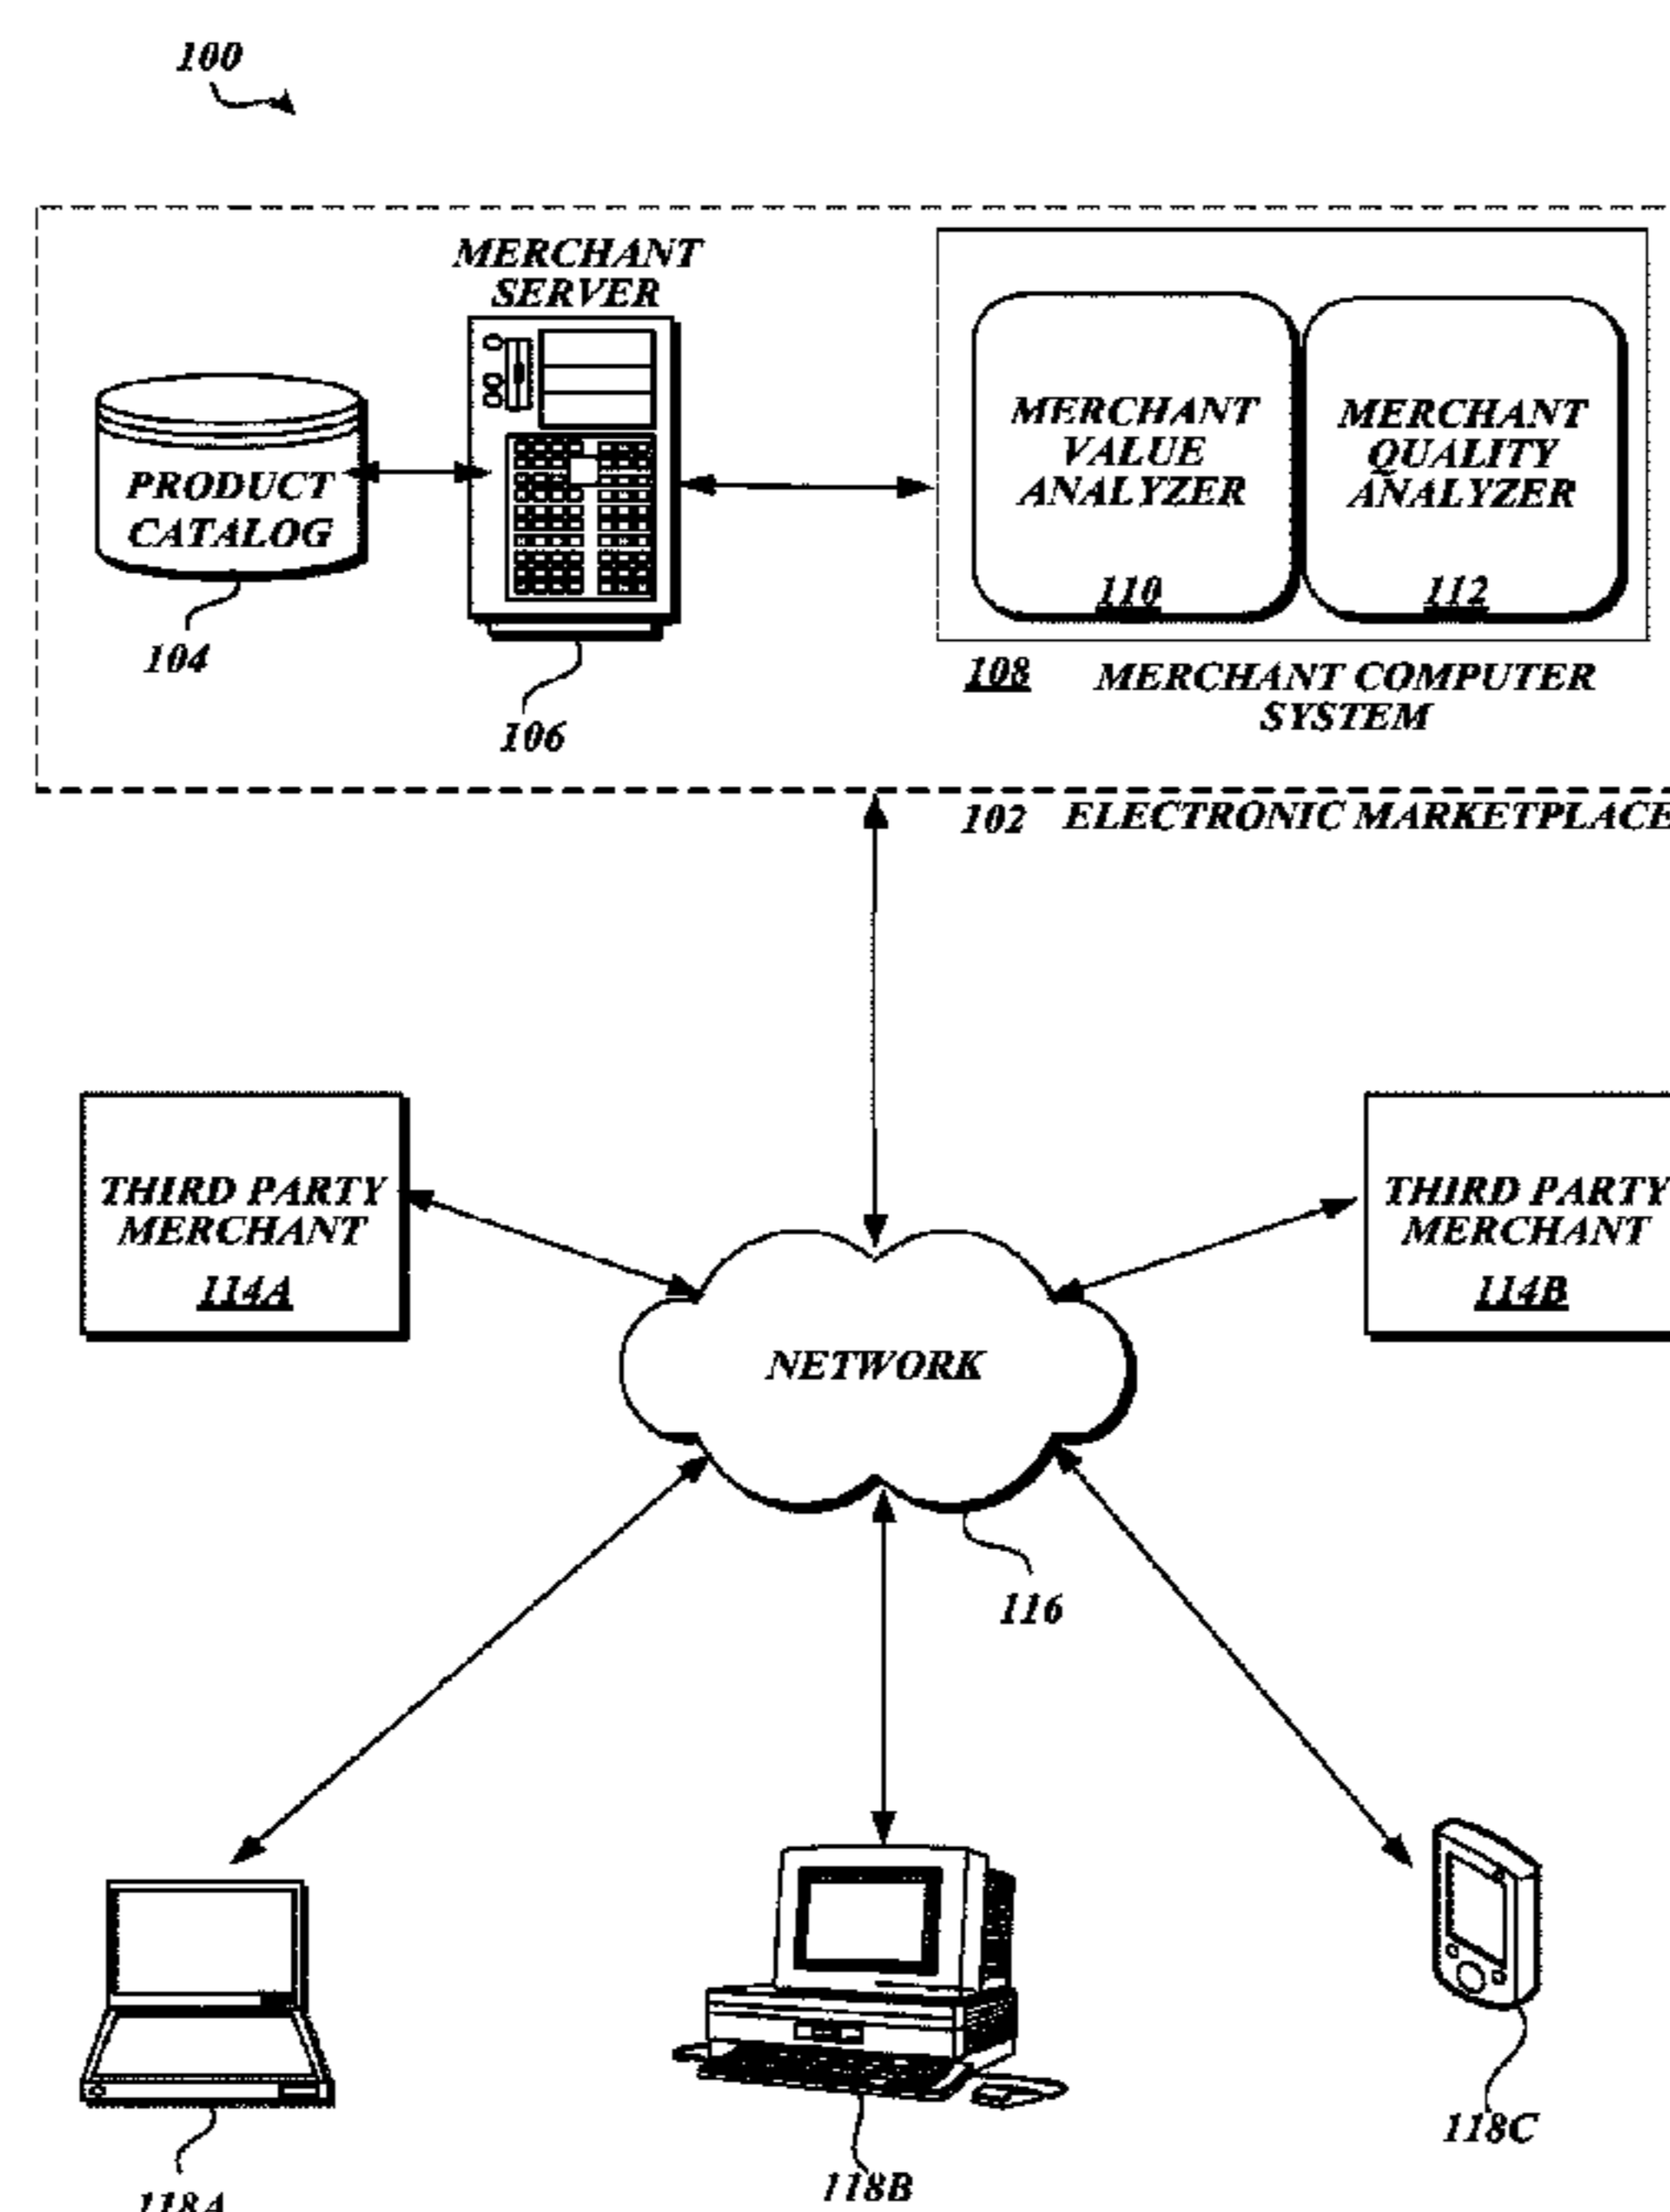 100
MERCHANT
SERVER
PRODUCT
CATALOG
104
106
MERCHANT
VALUE
ANALYZER
110
MERCHANT
QUALITY
ANALYZER
112
108 MERCHANT COMPUTER
SYSTEM
102 ELECTRONIC MARKETPLACE
THIRD PARTY
MERCHANT
114A
THIRD PARTY
MERCHANT
114B
NETWORK
116
118A
118B
118C